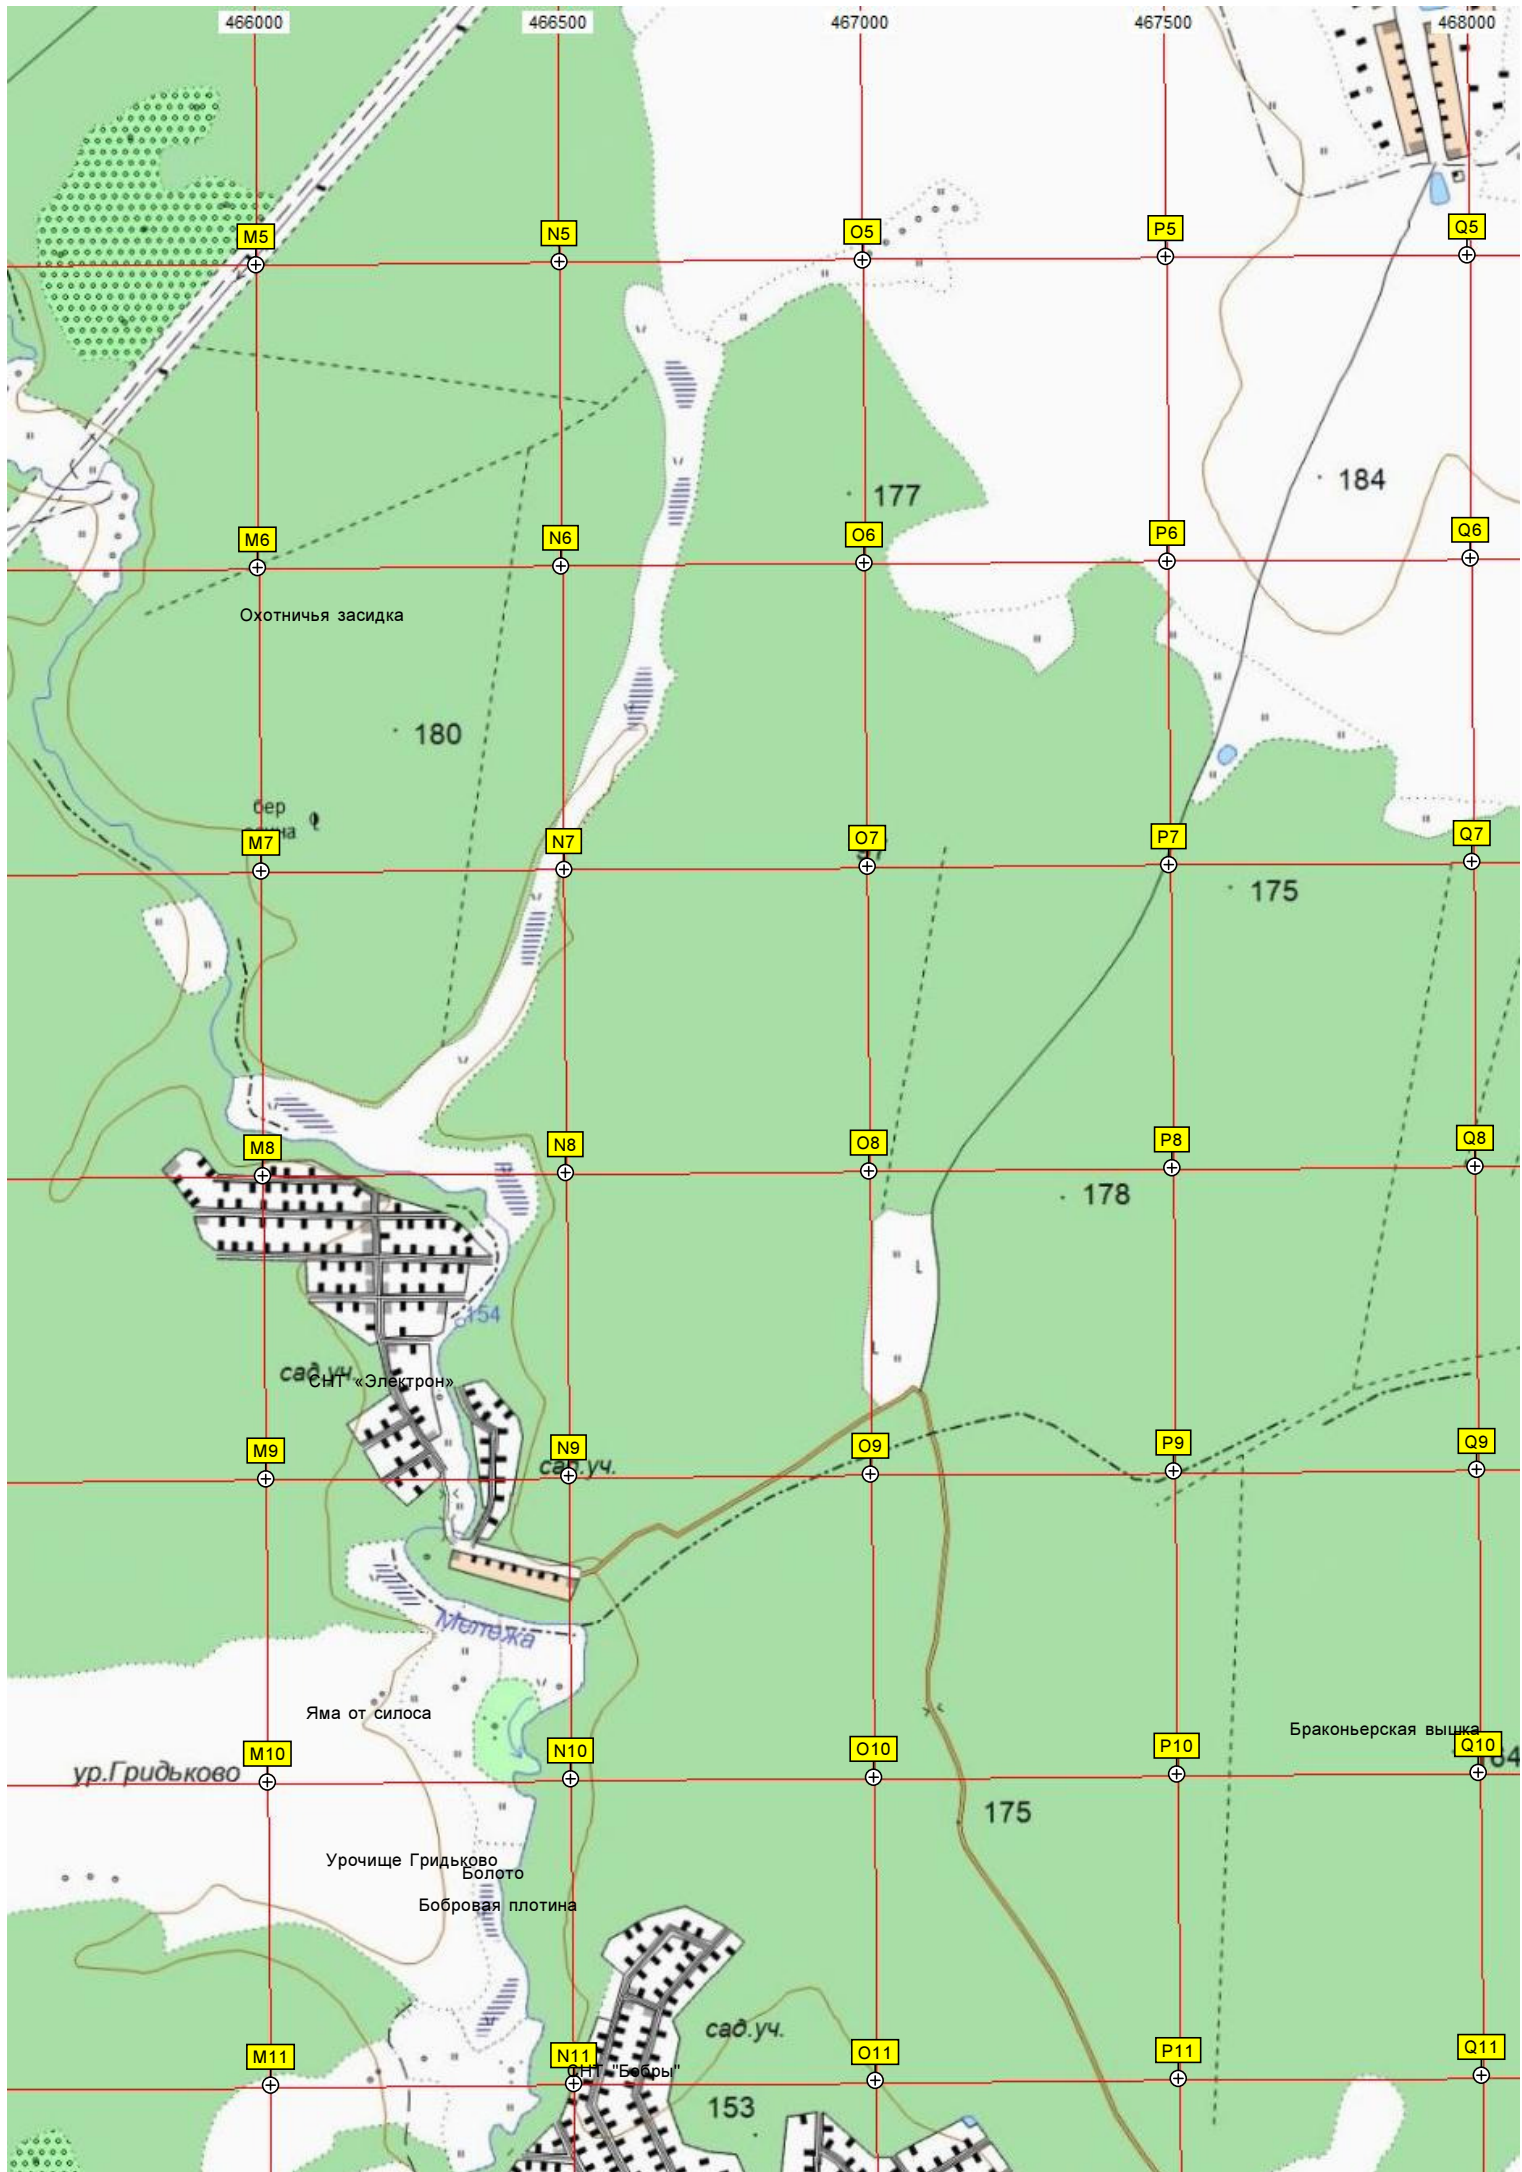 466000 466500 467000 467500 468000
M5 N5 O5 P5 Q5
177
184
M6 N6 O6 P6 Q6
Охотничья засидка
180
бер
M7 N7 O7 P7 Q7
175
M8 N8 O8 P8 Q8
178
154
сад.уч.
СНТ «Электрон»
M9 N9 O9 P9 Q9
сад.уч.
Мележа
Яма от силоса
Браконьерская вышка
M10 N10 O10 P10 Q10
ур.Гридьково
175
Урочище Гридьково
Болото
Бобровая плотина
сад.уч.
M11 N11 O11 P11 Q11
СНТ "Бобры"
153